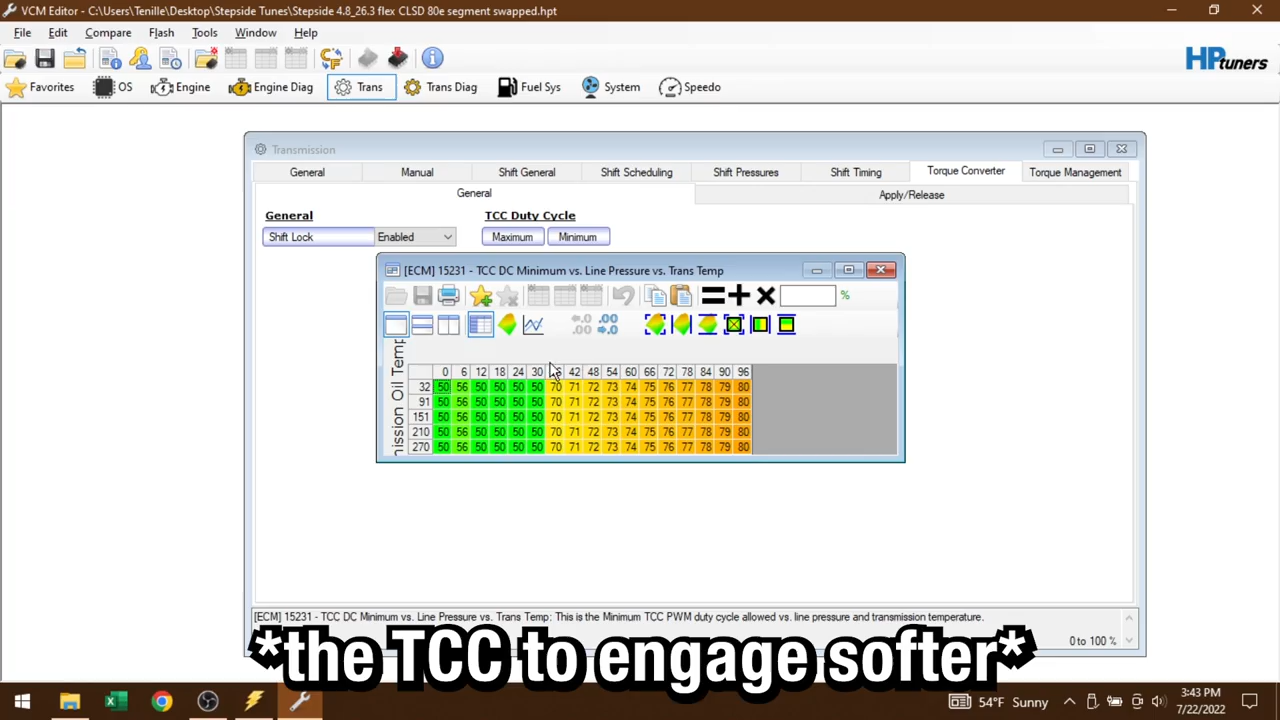 VCM Editor - C:\Users\Tenille\Desktop\Stepside Tunes\Stepside 4.8_26.3 flex CLSD 80e segment swapped.hpt
File Edit Compare Flash Tools Window Help
HPtuners
Favorites OS Engine Engine Diag Trans Trans Diag Fuel Sys System Speedo
Transmission
General Manual Shift General Shift Scheduling Shift Pressures Shift Timing Torque Converter Torque Management
General Apply/Release
General TCC Duty Cycle
Shift Lock Enabled Maximum Minimum
[ECM] 15231 - TCC DC Minimum vs. Line Pressure vs. Trans Temp
%
0 6 12 18 24 30 42 48 54 60 66 72 78 84 90 96
32 50 56 50 50 50 50 70 71 72 73 74 75 76 77 78 79 80
91 50 56 50 50 50 50 70 71 72 73 74 75 76 77 78 79 80
151 50 56 50 50 50 50 70 71 72 73 74 75 76 77 78 79 80
210 50 56 50 50 50 50 70 71 72 73 74 75 76 77 78 79 80
270 50 56 50 50 50 50 70 71 72 73 74 75 76 77 78 79 80
mission Oil Temp
[ECM] 15231 - TCC DC Minimum vs. Line Pressure vs. Trans Temp: This is the Minimum TCC PWM duty cycle allowed vs. line pressure and transmission temperature.
0 to 100 %
*the TCC to engage softer*
54°F Sunny
3:43 PM
7/22/2022